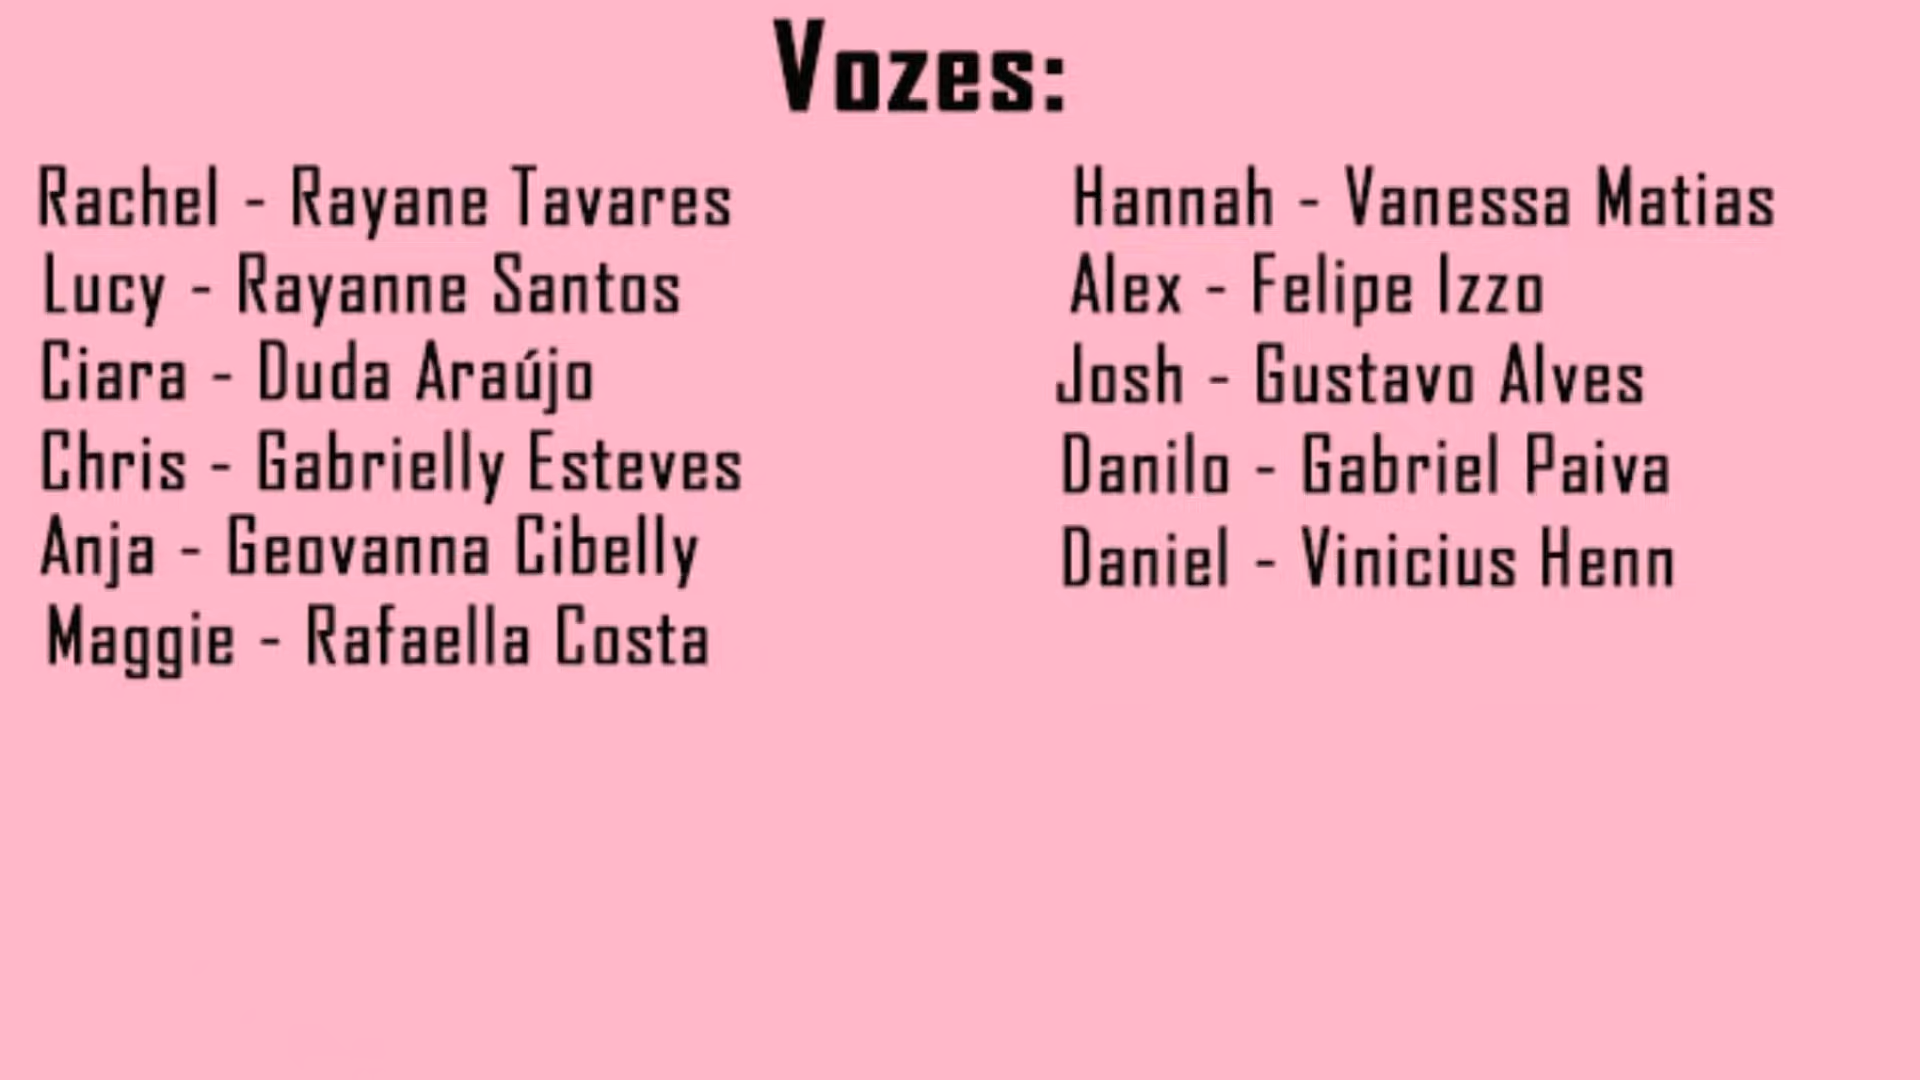 Vozes:
Rachel - Rayane Tavares
Lucy - Rayanne Santos
Ciara - Duda Araújo
Chris - Gabrielly Esteves
Anja - Geovanna Cibelly
Maggie - Rafaella Costa
Hannah - Vanessa Matias
Alex - Felipe Izzo
Josh - Gustavo Alves
Danilo - Gabriel Paiva
Daniel - Vinicius Henn